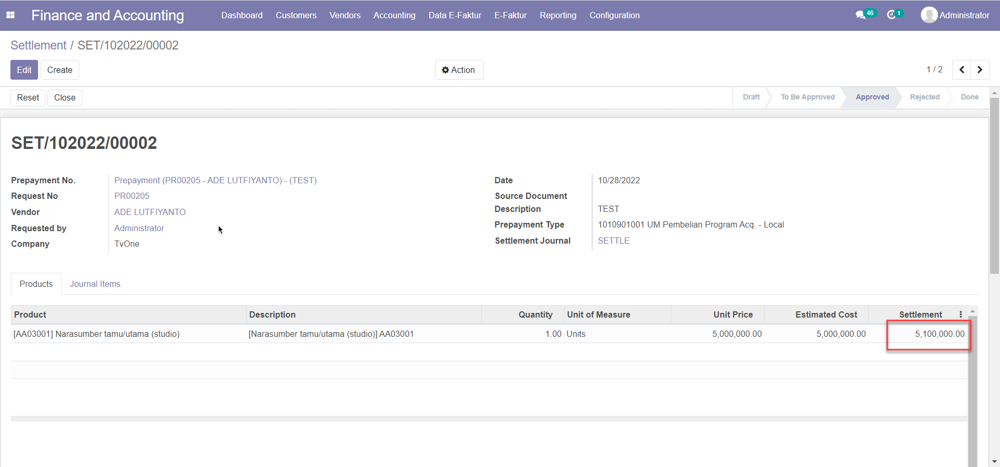 Finance and Accounting Dashboard Customers Vendors Accounting Data E-Faktur E-Faktur Reporting Configuration 46 1 Administrator
Settlement / SET/102022/00002
Edit Create Action 1 / 2
Reset Close Draft To Be Approved Approved Rejected Done
SET/102022/00002
Prepayment No. Prepayment (PR00205 - ADE LUTFIYANTO) - (TEST)
Request No PR00205
Vendor ADE LUTFIYANTO
Requested by Administrator
Company TvOne
Date 10/28/2022
Source Document
Description TEST
Prepayment Type 1010901001 UM Pembelian Program Acq. - Local
Settlement Journal SETTLE
Products Journal Items
Product Description Quantity Unit of Measure Unit Price Estimated Cost Settlement
[AA03001] Narasumber tamu/utama (studio) [Narasumber tamu/utama (studio)] AA03001 1.00 Units 5,000,000.00 5,000,000.00 5,100,000.00